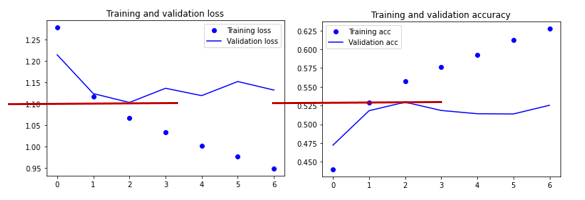 Training and validation loss
Training loss
Validation loss
1.25
1.20
1.15
1.10
1.05
1.00
0.95
0 1 2 3 4 5 6
Training and validation accuracy
Training acc
Validation acc
0.625
0.600
0.575
0.550
0.525
0.500
0.475
0.450
0 1 2 3 4 5 6